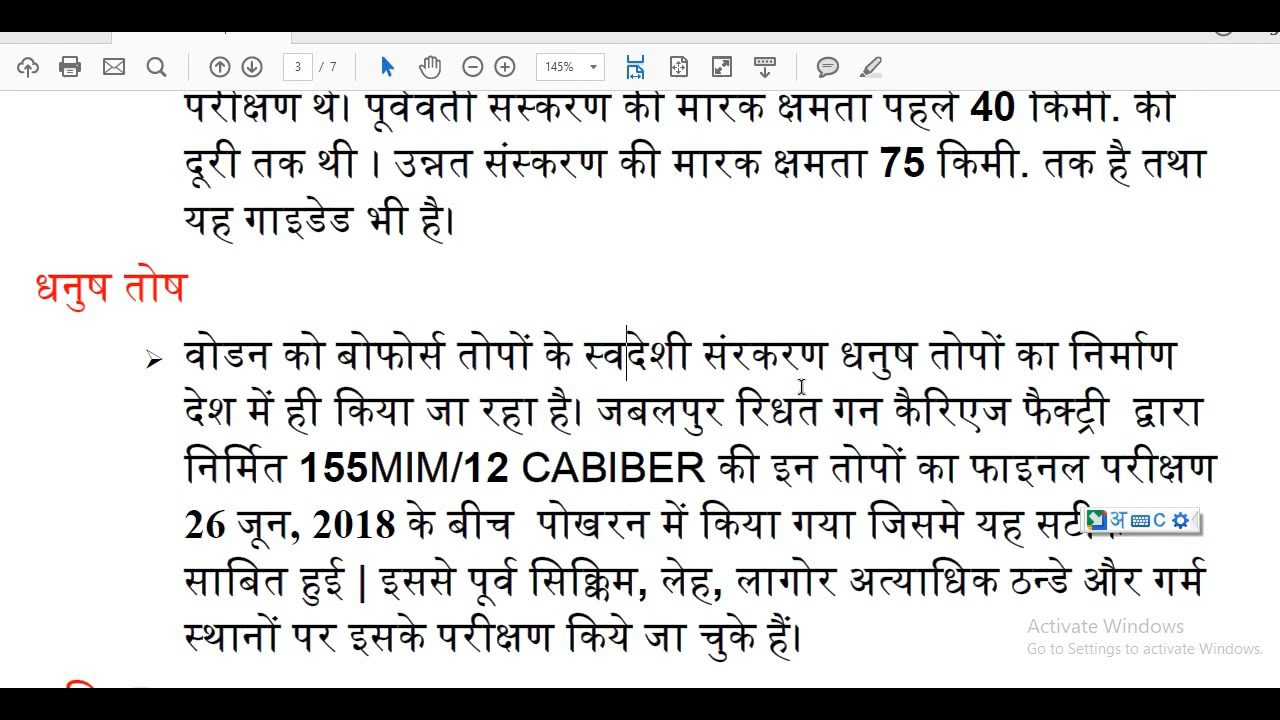 3 / 7 145%
परीक्षण थे। पूर्ववर्ती संस्करण की मारक क्षमता पहले 40 किमी. की
दूरी तक थी । उन्नत संस्करण की मारक क्षमता 75 किमी. तक है तथा
यह गाइडेड भी है।
धनुष तोष
वोडन को बोफोर्स तोपों के स्वदेशी संरकरण धनुष तोपों का निर्माण
देश में ही किया जा रहा है। जबलपुर रिधत गन कैरिएज फैक्ट्री द्वारा
निर्मित 155MIM/12 CABIBER की इन तोपों का फाइनल परीक्षण
26 जून, 2018 के बीच पोखरन में किया गया जिसमे यह
अ C
साबित हुई | इससे पूर्व सिक्किम, लेह, लागोर अत्याधिक ठन्डे और गर्म
स्थानों पर इसके परीक्षण किये जा चुके हैं।
Activate Windows
Go to Settings to activate Windows.